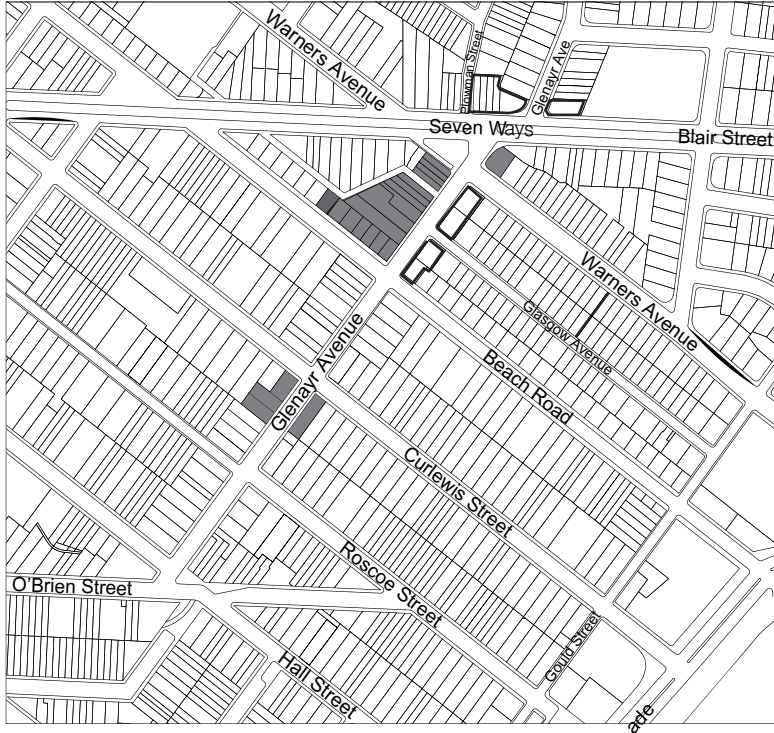 Warners Avenue
Plowman Street
Glenayr Ave
Seven Ways
Blair Street
Warners Avenue
Glasgow Avenue
Beach Road
Glenayr Avenue
Curlewis Street
Roscoe Street
O'Brien Street
Gould Street
Hall Street
ade